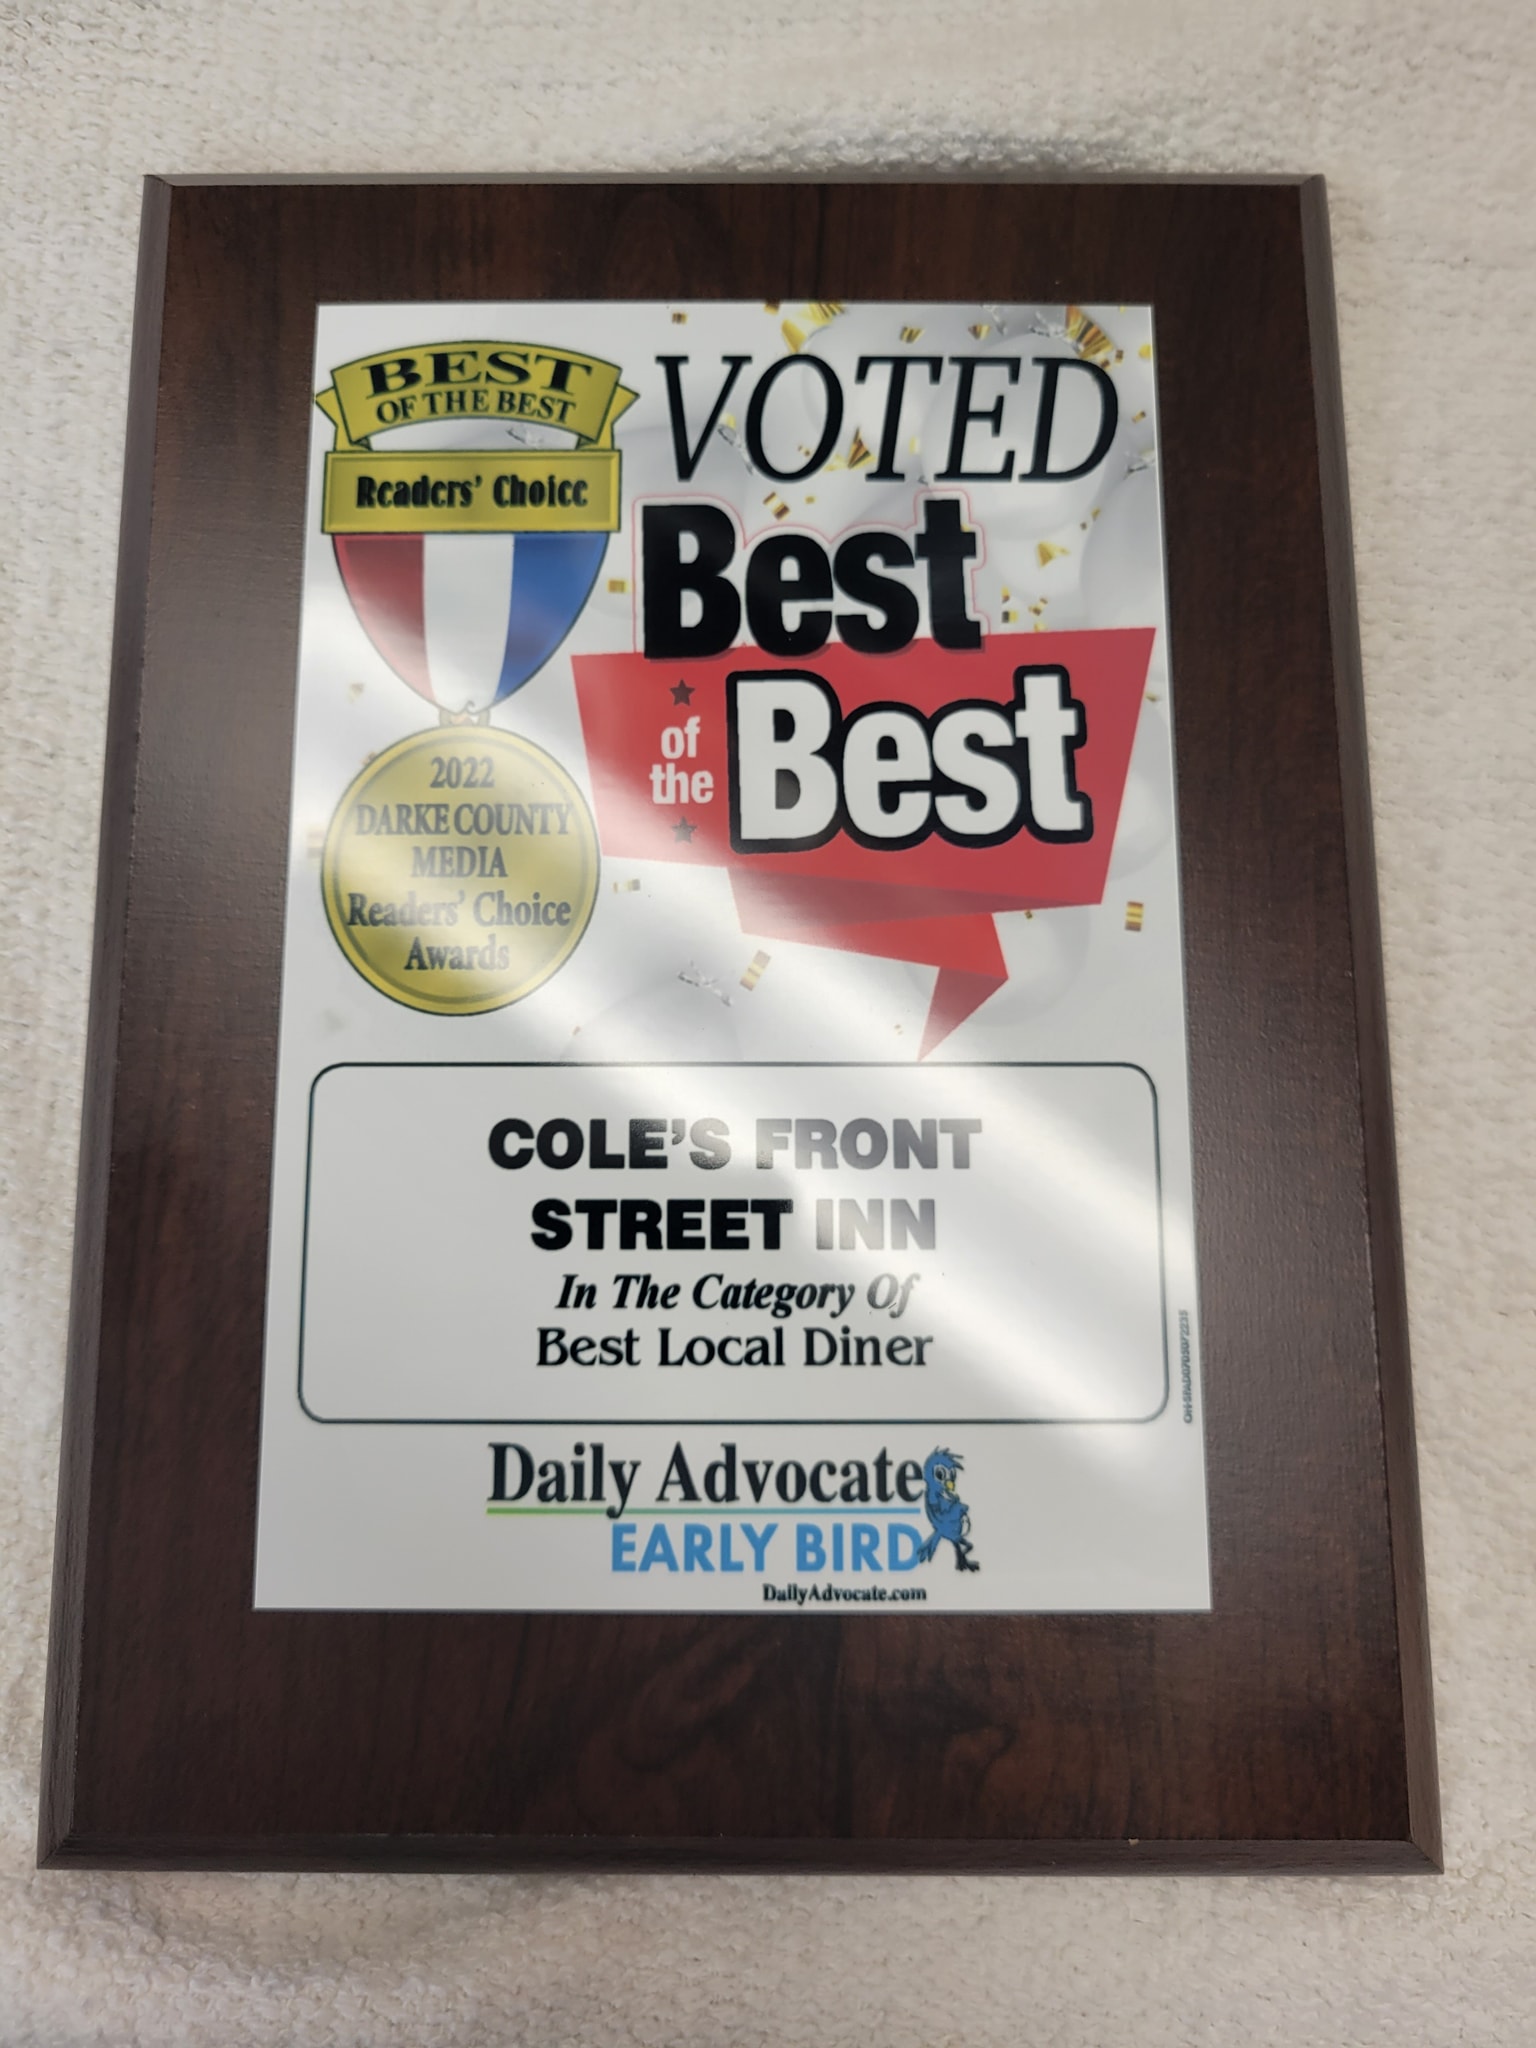 BEST
OF THE BEST
Readers' Choice
2022
DARKE COUNTY
MEDIA
Readers' Choice
Awards
VOTED
Best
of
the
Best
COLE'S FRONT
STREET INN
In The Category Of
Best Local Diner
Daily Advocate
EARLY BIRD
DailyAdvocate.com